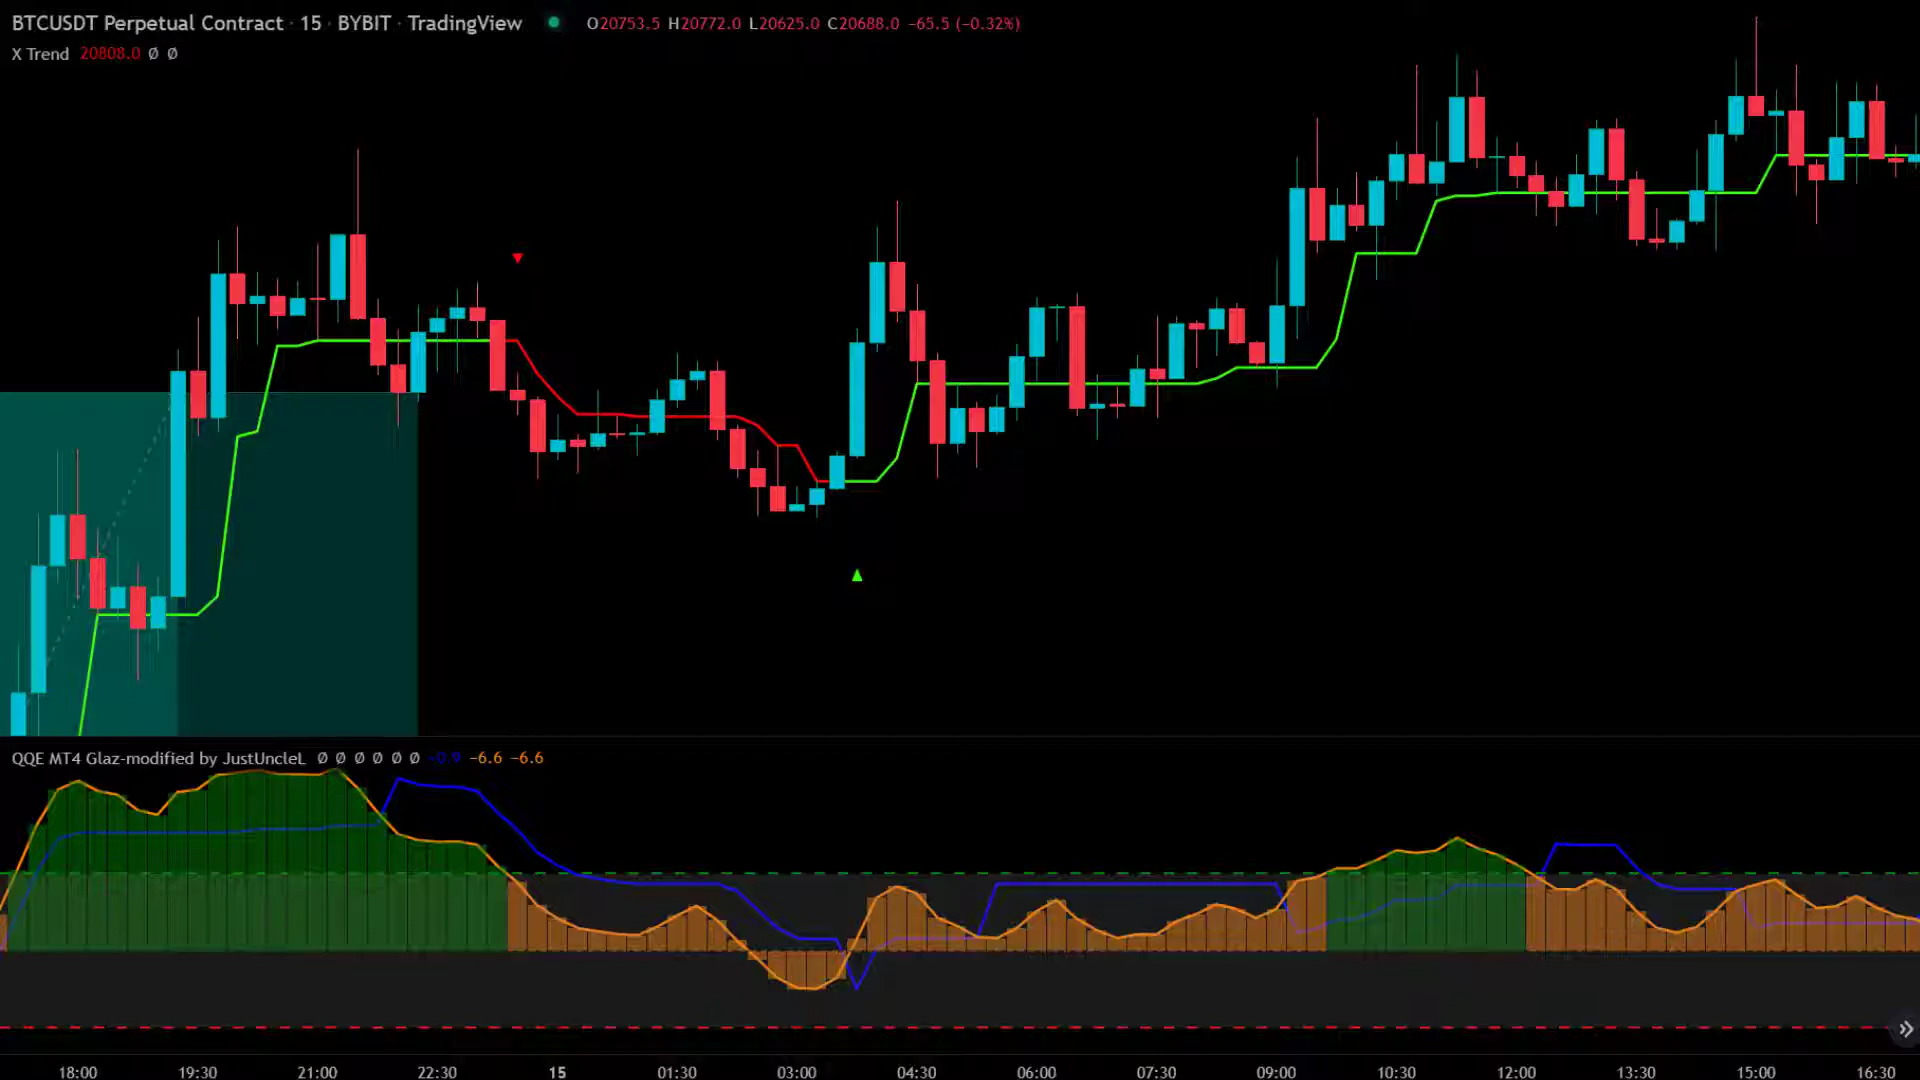 BTCUSDT Perpetual Contract · 15 · BYBIT · TradingView O20753.5 H20772.0 L20625.0 C20688.0 −65.5 (−0.32%)
X Trend 20808.0 Ø Ø
QQE MT4 Glaz-modified by JustUncleL Ø Ø Ø Ø Ø Ø -0.9 −6.6 −6.6
18:00 19:30 21:00 22:30 15 01:30 03:00 04:30 06:00 07:30 09:00 10:30 12:00 13:30 15:00 16:30